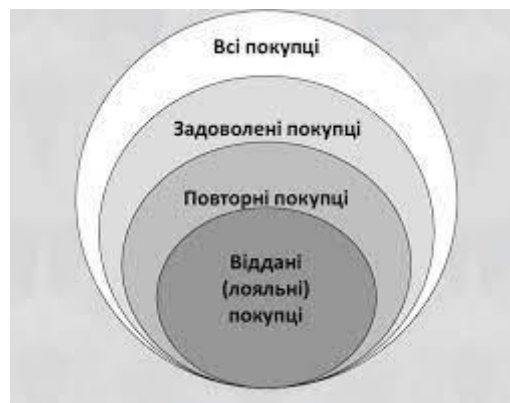 Всі покупці
Задоволені покупці
Повторні покупці
Віддані
(лояльні)
покупці